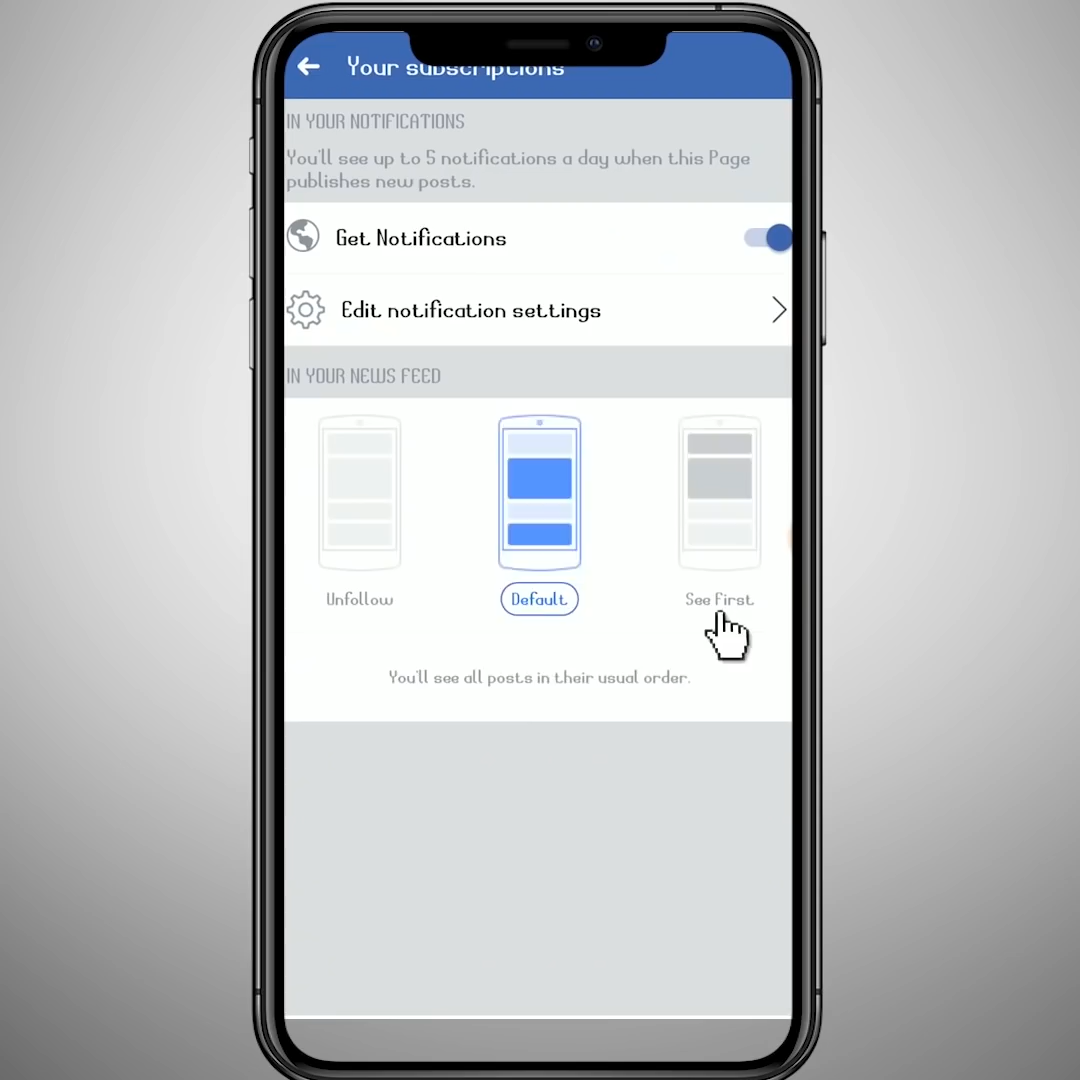 Your subscriptions
IN YOUR NOTIFICATIONS
You'll see up to 5 notifications a day when this Page
publishes new posts.
Get Notifications
Edit notification settings
IN YOUR NEWS FEED
Unfollow
Default
See First
You'll see all posts in their usual order.